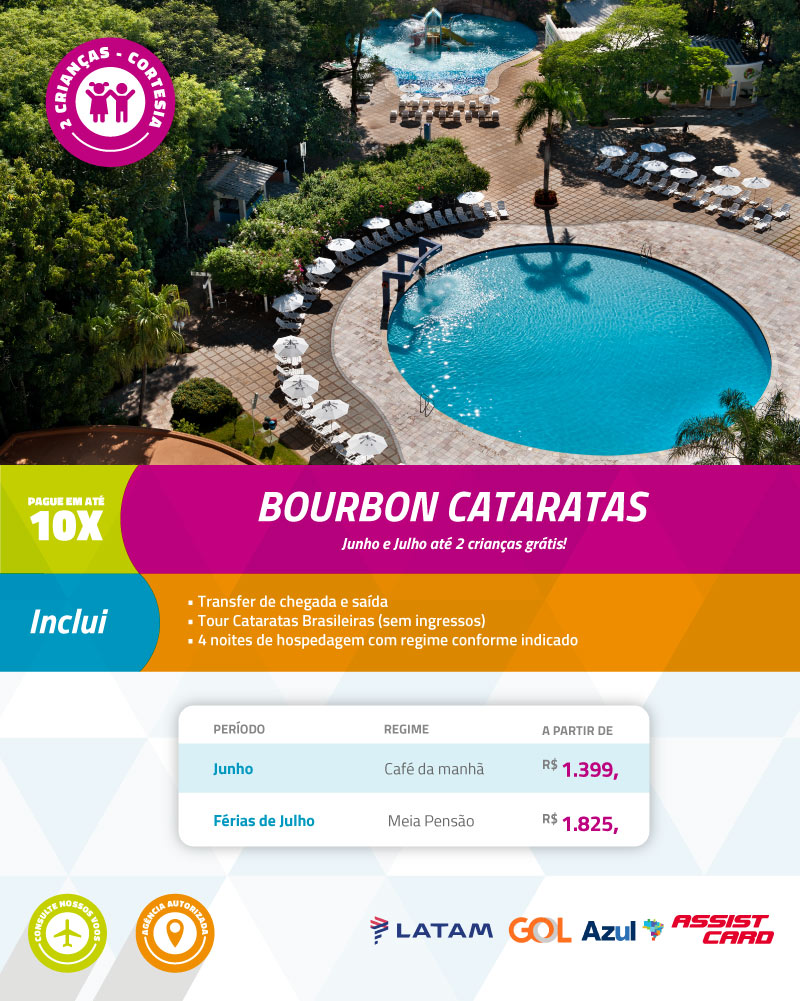 2 CRIANÇAS - CORTESIA
PAGUE EM ATÉ
10X
BOURBON CATARATAS
Junho e Julho até 2 crianças grátis!
Inclui
• Transfer de chegada e saída
• Tour Cataratas Brasileiras (sem ingressos)
• 4 noites de hospedagem com regime conforme indicado
PERÍODO REGIME A PARTIR DE
Junho Café da manhã R$ 1.399,
Férias de Julho Meia Pensão R$ 1.825,
CONSULTE NOSSOS VOOS
AGÊNCIA AUTORIZADA
LATAM GOL Azul ASSIST CARD